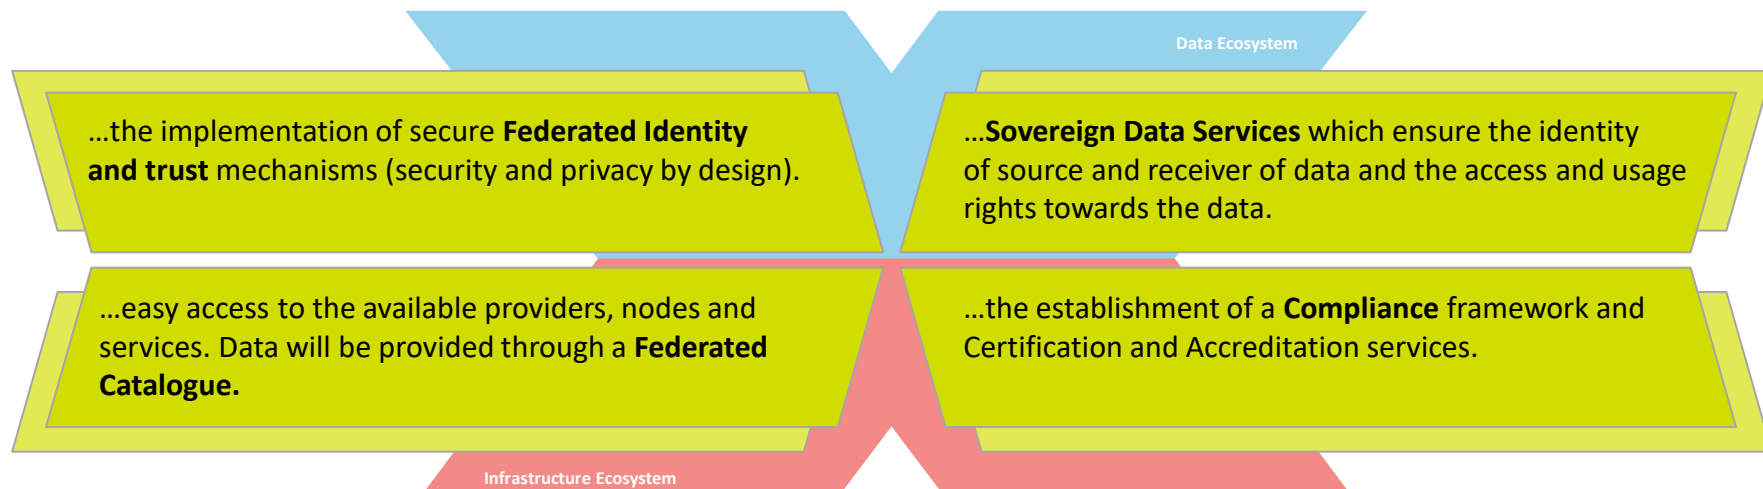 Data Ecosystem
…the implementation of secure Federated Identity
and trust mechanisms (security and privacy by design).
…Sovereign Data Services which ensure the identity
of source and receiver of data and the access and usage
rights towards the data.
…easy access to the available providers, nodes and
services. Data will be provided through a Federated
Catalogue.
…the establishment of a Compliance framework and
Certification and Accreditation services.
Infrastructure Ecosystem